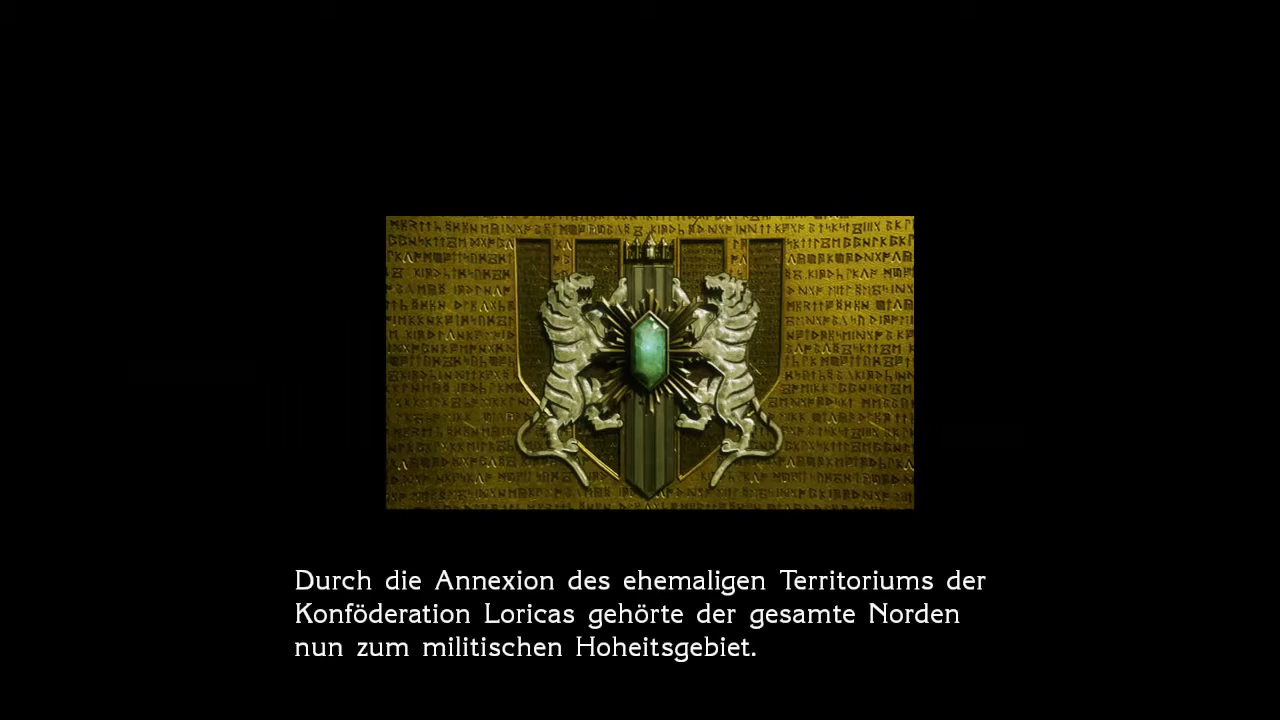 Durch die Annexion des ehemaligen Territoriums der
Konföderation Loricas gehörte der gesamte Norden
nun zum militischen Hoheitsgebiet.